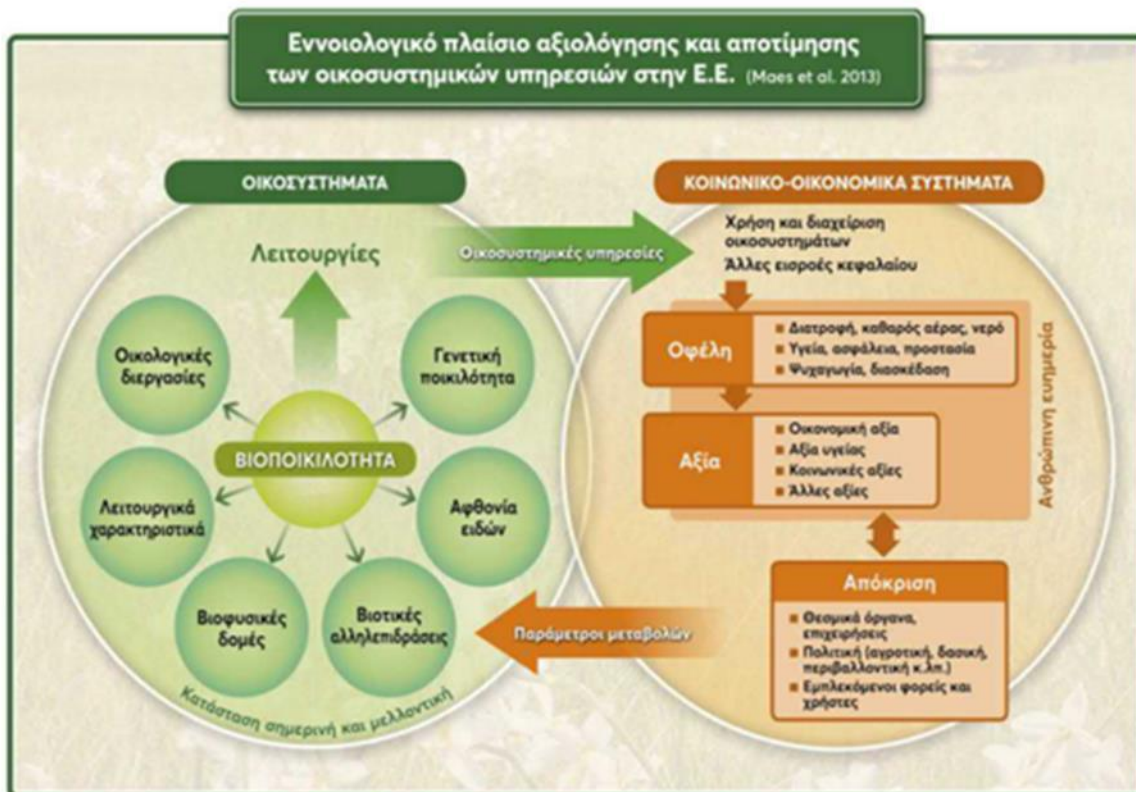 Εννοιολογικό πλαίσιο αξιολόγησης και αποτίμησης
των οικοσυστημικών υπηρεσιών στην Ε.Ε. (Maes et al. 2013)
ΟΙΚΟΣΥΣΤΗΜΑΤΑ
Λειτουργίες
Οικολογικές
διεργασίες
Γενετική
ποικιλότητα
ΒΙΟΠΟΙΚΙΛΟΤΗΤΑ
Λειτουργικά
χαρακτηριστικά
Αφθονία
ειδών
Βιοφυσικές
δομές
Βιοτικές
αλληλεπιδράσεις
Κατάσταση σημερινή και μελλοντική
Οικοσυστημικές υπηρεσίες
ΚΟΙΝΩΝΙΚΟ-ΟΙΚΟΝΟΜΙΚΑ ΣΥΣΤΗΜΑΤΑ
Χρήση και διαχείριση
οικοσυστημάτων
Άλλες εισροές κεφαλαίου
Οφέλη
■ Διατροφή, καθαρός αέρας, νερό
■ Υγεία, ασφάλεια, προστασία
■ Ψυχαγωγία, διασκέδαση
Αξία
■ Οικονομική αξία
■ Αξία υγείας
■ Κοινωνικές αξίες
■ Άλλες αξίες
Ανθρώπινη ευημερία
Απόκριση
■ Θεσμικά όργανα,
επιχειρήσεις
■ Πολιτική (αγροτική, δασική,
περιβαλλοντική κ.λπ.)
■ Εμπλεκόμενοι φορείς και
χρήστες
Παράμετροι μεταβολών